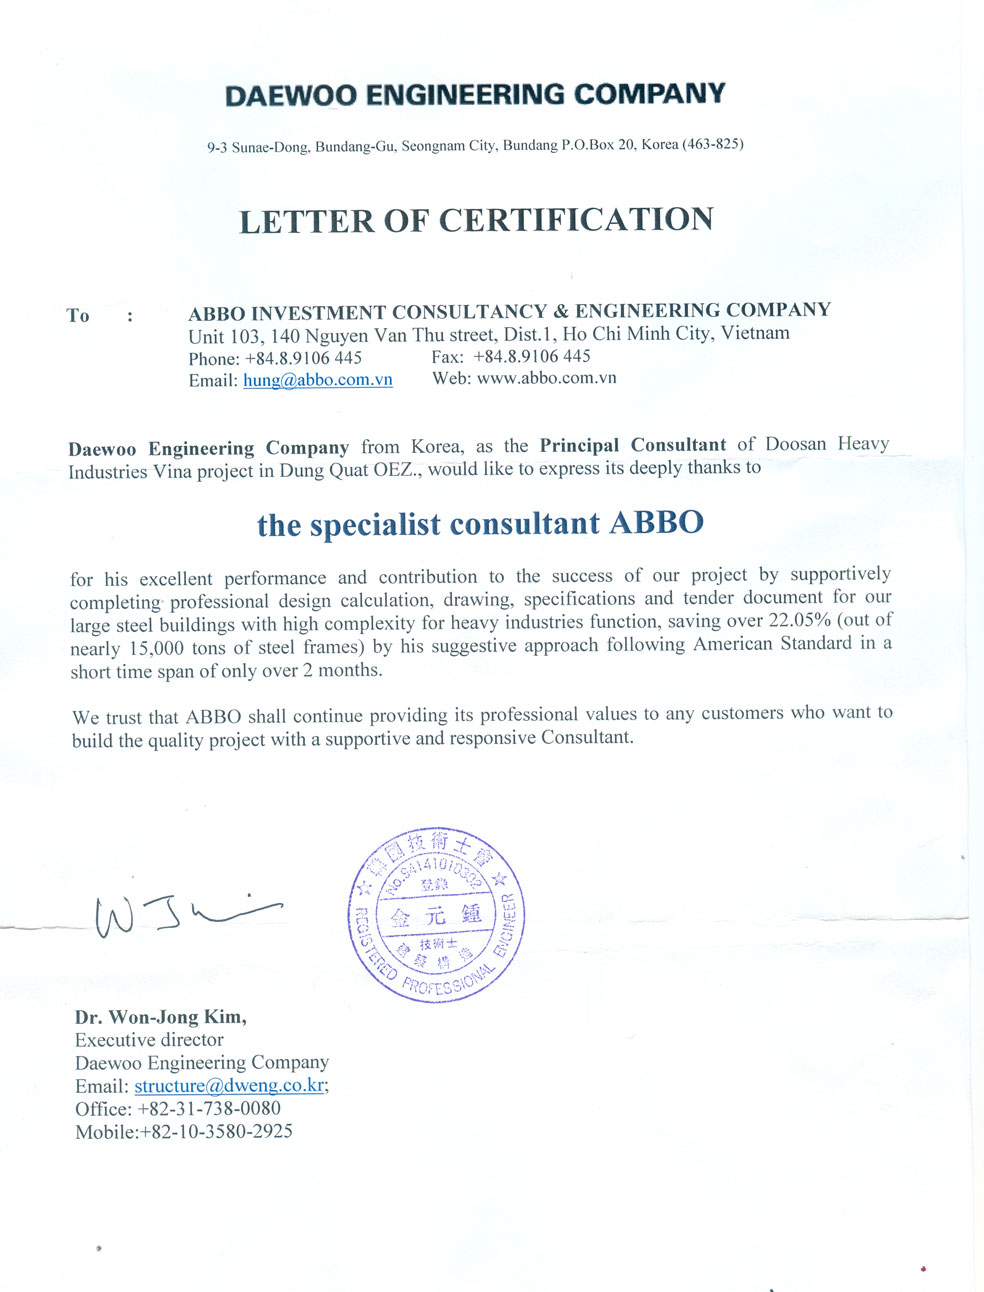 DAEWOO ENGINEERING COMPANY
9-3 Sunae-Dong, Bundang-Gu, Seongnam City, Bundang P.O.Box 20, Korea (463-825)
LETTER OF CERTIFICATION
To : ABBO INVESTMENT CONSULTANCY & ENGINEERING COMPANY
Unit 103, 140 Nguyen Van Thu street, Dist.1, Ho Chi Minh City, Vietnam
Phone: +84.8.9106 445 Fax: +84.8.9106 445
Email: hung@abbo.com.vn Web: www.abbo.com.vn
Daewoo Engineering Company from Korea, as the Principal Consultant of Doosan Heavy
Industries Vina project in Dung Quat OEZ., would like to express its deeply thanks to
the specialist consultant ABBO
for his excellent performance and contribution to the success of our project by supportively
completing professional design calculation, drawing, specifications and tender document for our
large steel buildings with high complexity for heavy industries function, saving over 22.05% (out of
nearly 15,000 tons of steel frames) by his suggestive approach following American Standard in a
short time span of only over 2 months.
We trust that ABBO shall continue providing its professional values to any customers who want to
build the quality project with a supportive and responsive Consultant.
韓國技術士會
No.94141010302
登錄
金元鍾
技術士
建築構造
REGISTERED PROFESSIONAL ENGINEER
Dr. Won-Jong Kim,
Executive director
Daewoo Engineering Company
Email: structure@dweng.co.kr;
Office: +82-31-738-0080
Mobile:+82-10-3580-2925